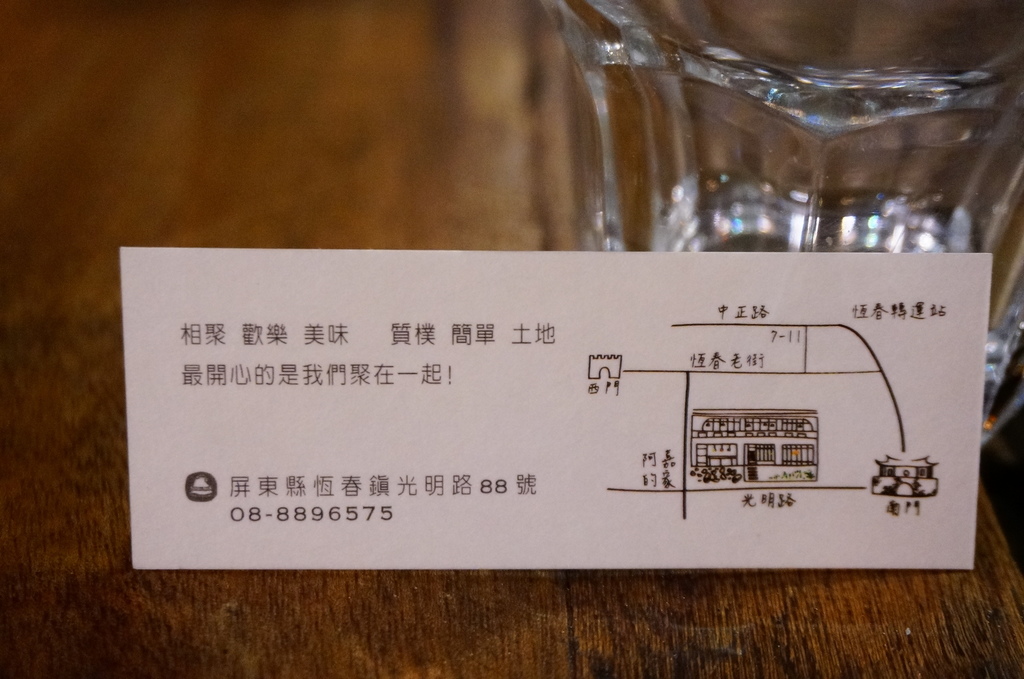 相聚 歡樂 美味 質樸 簡單 土地
最開心的是我們聚在一起!
屏東縣恆春鎮光明路88號
08-8896575
中正路
恆春轉運站
7-11
恆春老街
西門
阿嘉的家
光明路
南門